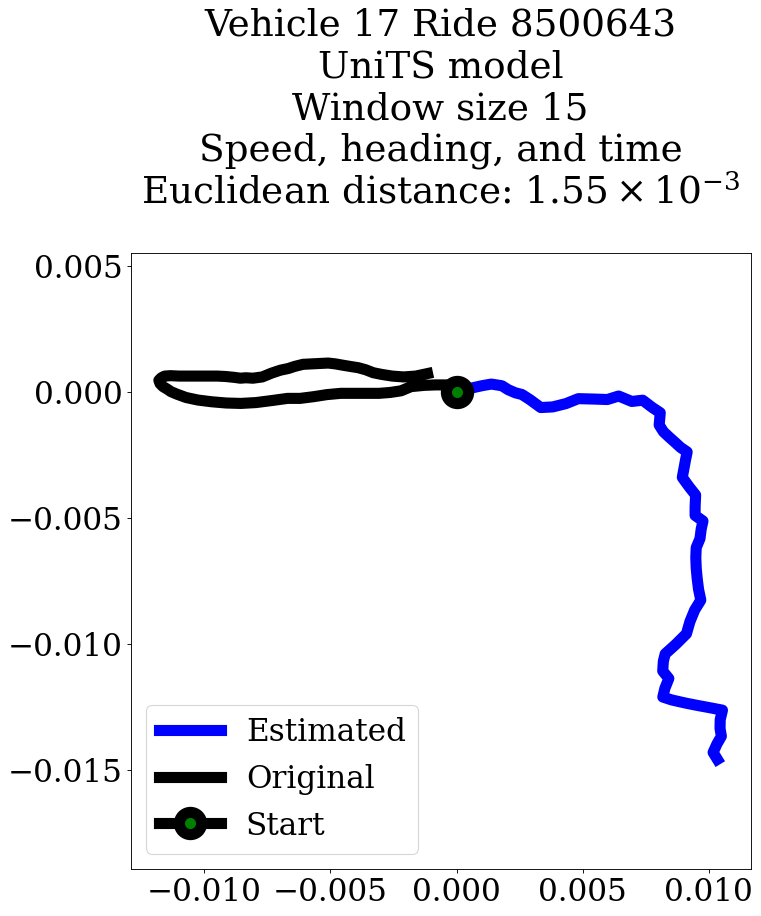 Vehicle 17 Ride 8500643
UniTS model
Window size 15
Speed, heading, and time
Euclidean distance: 1.55 × 10⁻³
0.005
0.000
−0.005
−0.010
−0.015
Estimated
Original
Start
−0.010 −0.005 0.000 0.005 0.010